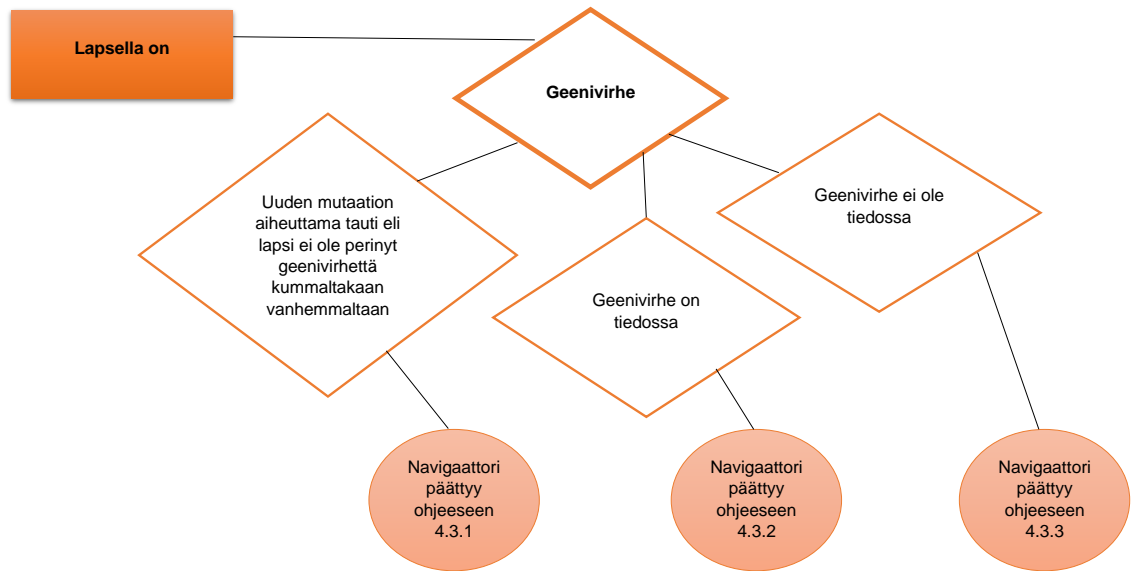 Lapsella on
Geenivirhe
Uuden mutaation
aiheuttama tauti eli
lapsi ei ole perinyt
geenivirhettä
kummaltakaan
vanhemmaltaan
Geenivirhe on
tiedossa
Geenivirhe ei ole
tiedossa
Navigaattori
päättyy
ohjeeseen
4.3.1
Navigaattori
päättyy
ohjeeseen
4.3.2
Navigaattori
päättyy
ohjeeseen
4.3.3